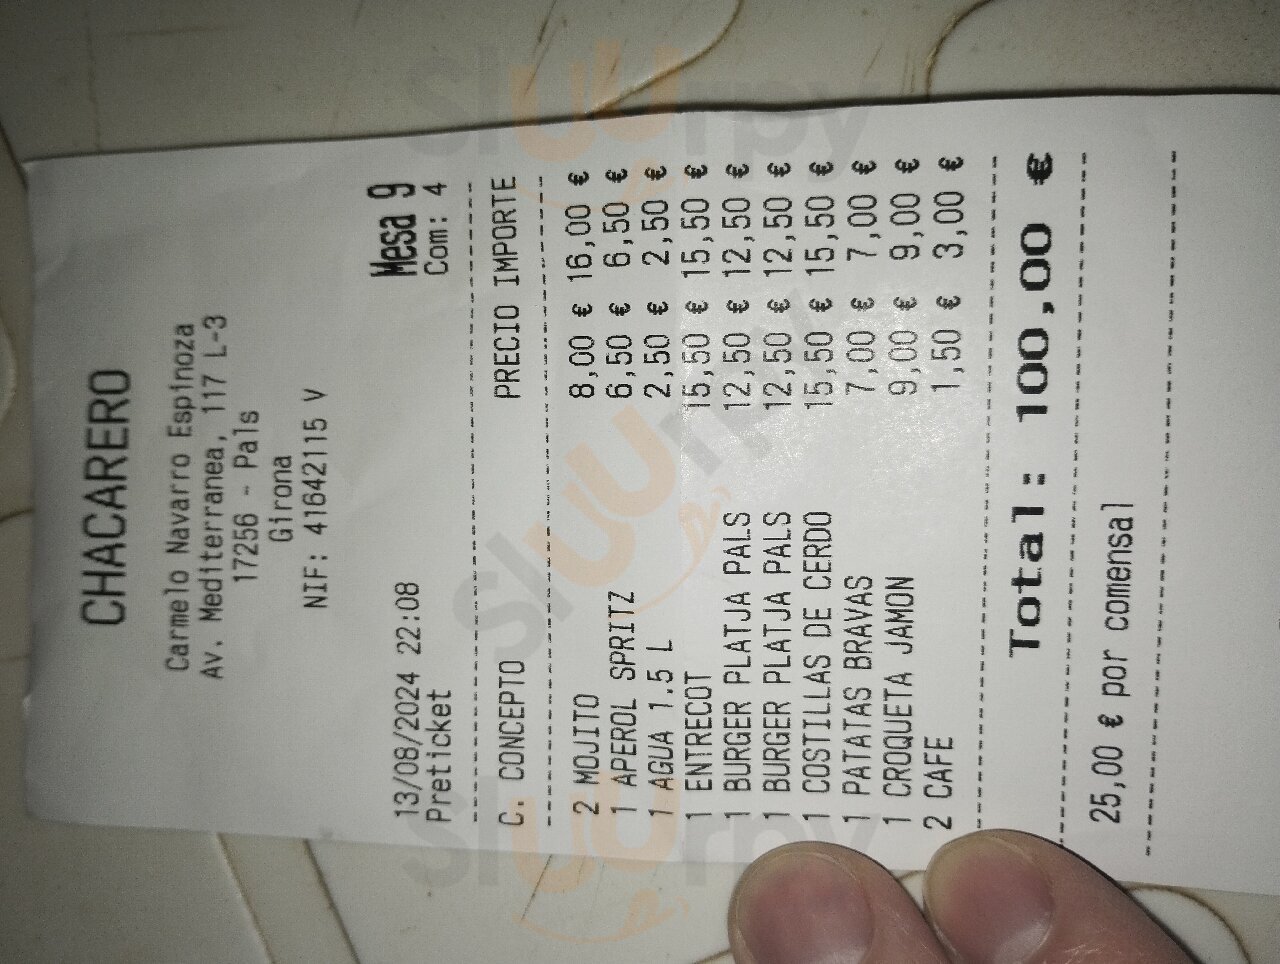 CHACARERO
Carmelo Navarro Espinoza
Av. Mediterranea, 117 L-3
17256 - Pals
Girona
NIF: 41642115 V
Mesa 9
13/08/2024 22:08 Com: 4
Preticket
C. CONCEPTO PRECIO IMPORTE
2 MOJITO 8,00 € 16,00 €
1 APEROL SPRITZ 6,50 € 6,50 €
1 AGUA 1.5 L 2,50 € 2,50 €
1 ENTRECOT 15,50 € 15,50 €
1 BURGER PLATJA PALS 12,50 € 12,50 €
1 BURGER PLATJA PALS 12,50 € 12,50 €
1 COSTILLAS DE CERDO 15,50 € 15,50 €
1 PATATAS BRAVAS 7,00 € 7,00 €
1 CROQUETA JAMON 9,00 € 9,00 €
2 CAFE 1,50 € 3,00 €
Total: 100,00 €
25,00 € por comensal
sluurpy
sluurpy
sluurpy